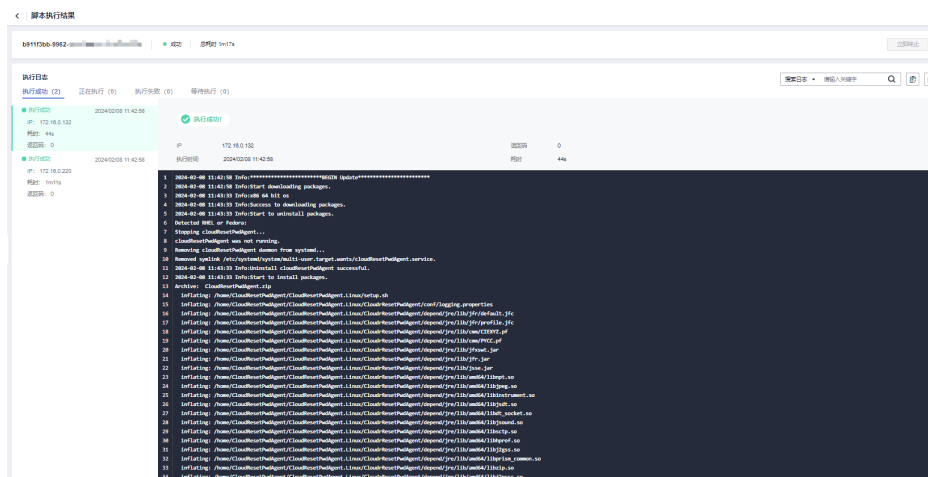 脚本执行结果
b911f3bb-9962-
成功
总耗时 1m17s
立即终止
执行日志
执行成功 (2) 正在执行 (0) 执行失败 (0) 等待执行 (0)
搜索日志 请输入关键字
执行成功 2024/02/08 11:42:58
IP: 172.16.0.132
耗时: 44s
返回码: 0
执行成功 2024/02/08 11:42:58
IP: 172.16.0.220
耗时: 1m11s
返回码: 0
执行成功!
IP 172.16.0.132 返回码 0
执行时间 2024/02/08 11:42:58 耗时 44s
1 2024-02-08 11:42:58 Info:************************BEGIN Update************************
2 2024-02-08 11:42:58 Info:Start downloading packages.
3 2024-02-08 11:43:33 Info:x86 64 bit os
4 2024-02-08 11:43:33 Info:Success to downloading packages.
5 2024-02-08 11:43:33 Info:Start to uninstall packages.
6 Detected RHEL or Fedora:
7 Stopping cloudResetPwdAgent...
8 cloudResetPwdAgent was not running.
9 Removing cloudResetPwdAgent daemon from systemd...
10 Removed symlink /etc/systemd/system/multi-user.target.wants/cloudResetPwdAgent.service.
11 2024-02-08 11:43:33 Info:Uninstall cloudResetPwdAgent successful.
12 2024-02-08 11:43:33 Info:Start to install packages.
13 Archive: CloudResetPwdAgent.zip
14 inflating: /home/CloudResetPwdAgent/CloudResetPwdAgent.Linux/setup.sh
15 inflating: /home/CloudResetPwdAgent/CloudResetPwdAgent.Linux/CloudrResetPwdAgent/conf/logging.properties
16 inflating: /home/CloudResetPwdAgent/CloudResetPwdAgent.Linux/CloudrResetPwdAgent/depend/jre/lib/jfr/default.jfc
17 inflating: /home/CloudResetPwdAgent/CloudResetPwdAgent.Linux/CloudrResetPwdAgent/depend/jre/lib/jfr/profile.jfc
18 inflating: /home/CloudResetPwdAgent/CloudResetPwdAgent.Linux/CloudrResetPwdAgent/depend/jre/lib/cmm/CIEXYZ.pf
19 inflating: /home/CloudResetPwdAgent/CloudResetPwdAgent.Linux/CloudrResetPwdAgent/depend/jre/lib/cmm/PYCC.pf
20 inflating: /home/CloudResetPwdAgent/CloudResetPwdAgent.Linux/CloudrResetPwdAgent/depend/jre/lib/jfxswt.jar
21 inflating: /home/CloudResetPwdAgent/CloudResetPwdAgent.Linux/CloudrResetPwdAgent/depend/jre/lib/jfr.jar
22 inflating: /home/CloudResetPwdAgent/CloudResetPwdAgent.Linux/CloudrResetPwdAgent/depend/jre/lib/jsse.jar
23 inflating: /home/CloudResetPwdAgent/CloudResetPwdAgent.Linux/CloudrResetPwdAgent/depend/jre/lib/amd64/libnpt.so
24 inflating: /home/CloudResetPwdAgent/CloudResetPwdAgent.Linux/CloudrResetPwdAgent/depend/jre/lib/amd64/libjpeg.so
25 inflating: /home/CloudResetPwdAgent/CloudResetPwdAgent.Linux/CloudrResetPwdAgent/depend/jre/lib/amd64/libinstrument.so
26 inflating: /home/CloudResetPwdAgent/CloudResetPwdAgent.Linux/CloudrResetPwdAgent/depend/jre/lib/amd64/libjsdt.so
27 inflating: /home/CloudResetPwdAgent/CloudResetPwdAgent.Linux/CloudrResetPwdAgent/depend/jre/lib/amd64/libdt_socket.so
28 inflating: /home/CloudResetPwdAgent/CloudResetPwdAgent.Linux/CloudrResetPwdAgent/depend/jre/lib/amd64/libjsound.so
29 inflating: /home/CloudResetPwdAgent/CloudResetPwdAgent.Linux/CloudrResetPwdAgent/depend/jre/lib/amd64/libsctp.so
30 inflating: /home/CloudResetPwdAgent/CloudResetPwdAgent.Linux/CloudrResetPwdAgent/depend/jre/lib/amd64/libhprof.so
31 inflating: /home/CloudResetPwdAgent/CloudResetPwdAgent.Linux/CloudrResetPwdAgent/depend/jre/lib/amd64/libj2gss.so
32 inflating: /home/CloudResetPwdAgent/CloudResetPwdAgent.Linux/CloudrResetPwdAgent/depend/jre/lib/amd64/libprism_common.so
33 inflating: /home/CloudResetPwdAgent/CloudResetPwdAgent.Linux/CloudrResetPwdAgent/depend/jre/lib/amd64/libzip.so